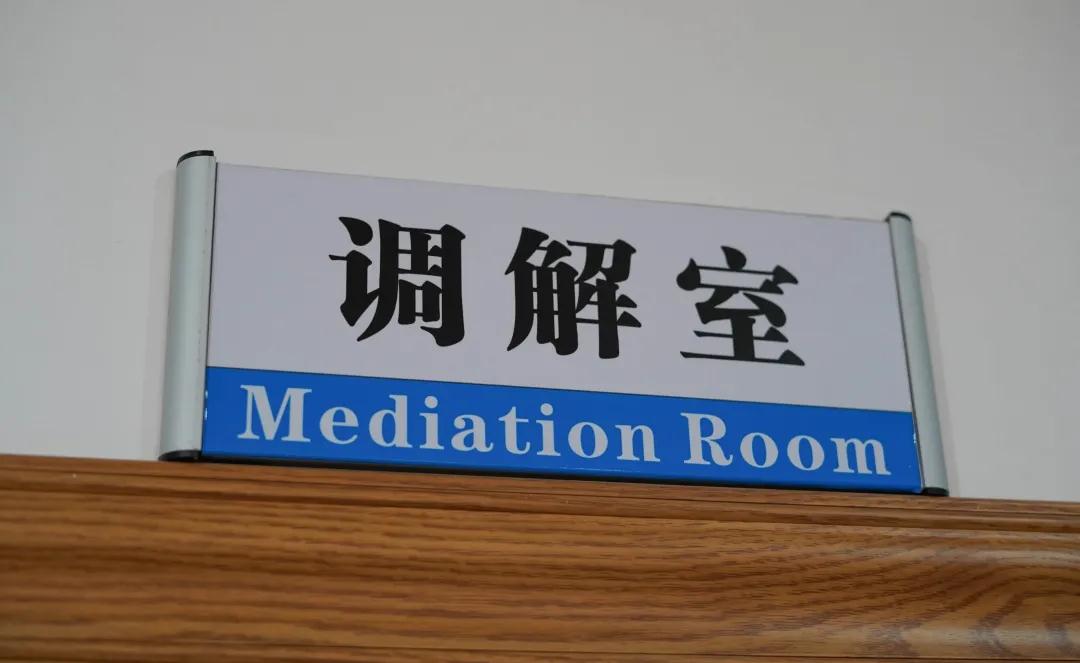 调解室
Mediation Room